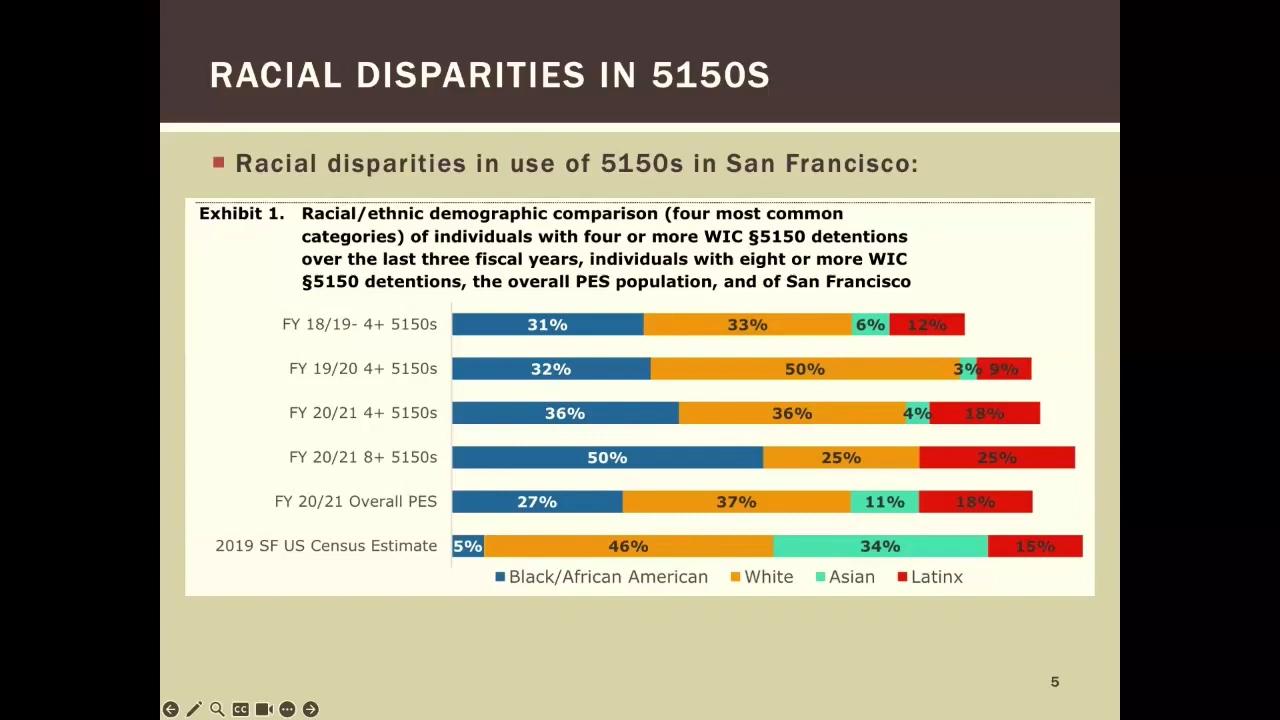 RACIAL DISPARITIES IN 5150S
Racial disparities in use of 5150s in San Francisco:
Exhibit 1. Racial/ethnic demographic comparison (four most common
categories) of individuals with four or more WIC §5150 detentions
over the last three fiscal years, individuals with eight or more WIC
§5150 detentions, the overall PES population, and of San Francisco
FY 18/19- 4+ 5150s 31% 33% 6% 12%
FY 19/20 4+ 5150s 32% 50% 3% 9%
FY 20/21 4+ 5150s 36% 36% 4% 18%
FY 20/21 8+ 5150s 50% 25% 25%
FY 20/21 Overall PES 27% 37% 11% 18%
2019 SF US Census Estimate 5% 46% 34% 15%
Black/African American White Asian Latinx
5
CC